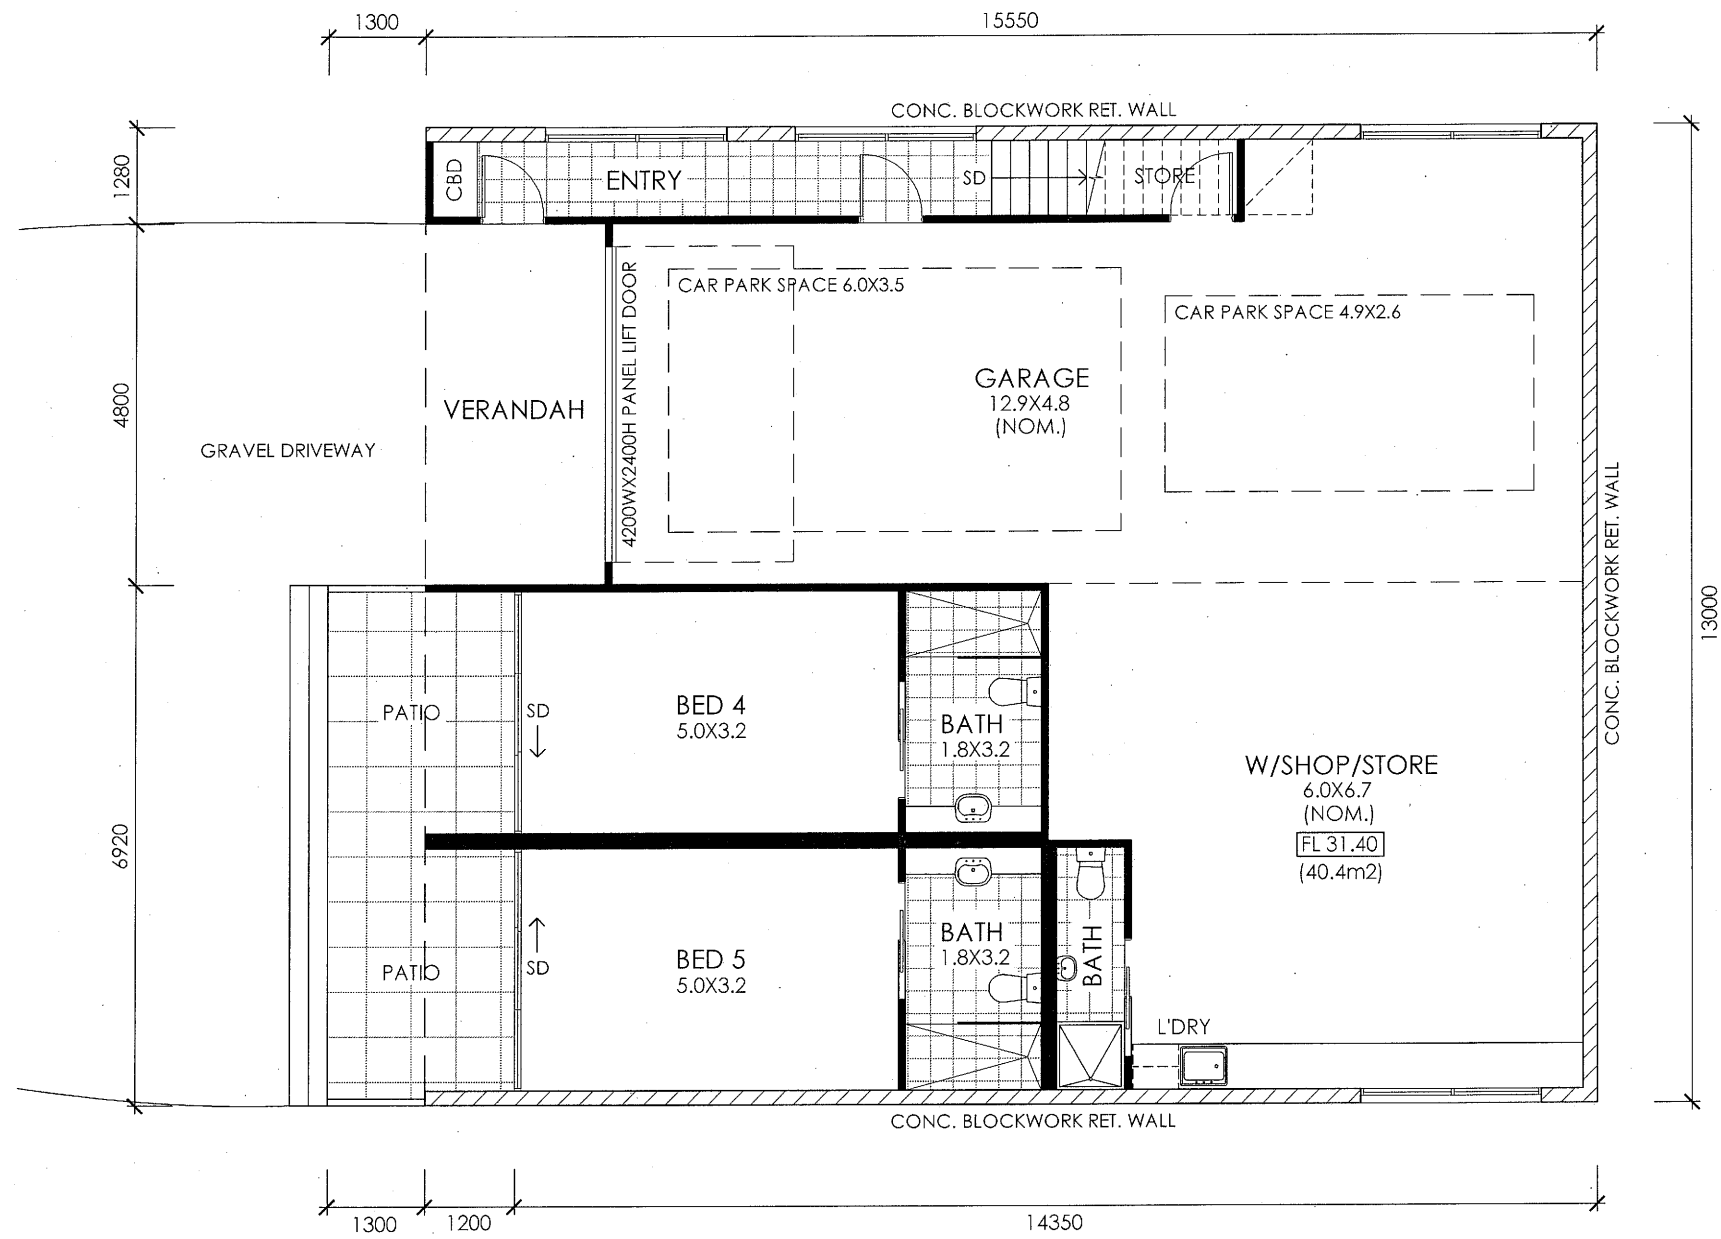 1300
15550
CONC. BLOCKWORK RET. WALL
1280
CBD
ENTRY
SD
STORE
4800
GRAVEL DRIVEWAY
VERANDAH
4200WX2400H PANEL LIFT DOOR
CAR PARK SPACE 6.0X3.5
CAR PARK SPACE 4.9X2.6
GARAGE
12.9X4.8
(NOM.)
CONC. BLOCKWORK RET. WALL
13000
6920
PATIO
SD
BED 4
5.0X3.2
BATH
1.8X3.2
W/SHOP/STORE
6.0X6.7
(NOM.)
FL 31.40
(40.4m2)
PATIO
SD
BED 5
5.0X3.2
BATH
1.8X3.2
BATH
L'DRY
CONC. BLOCKWORK RET. WALL
1300
1200
14350